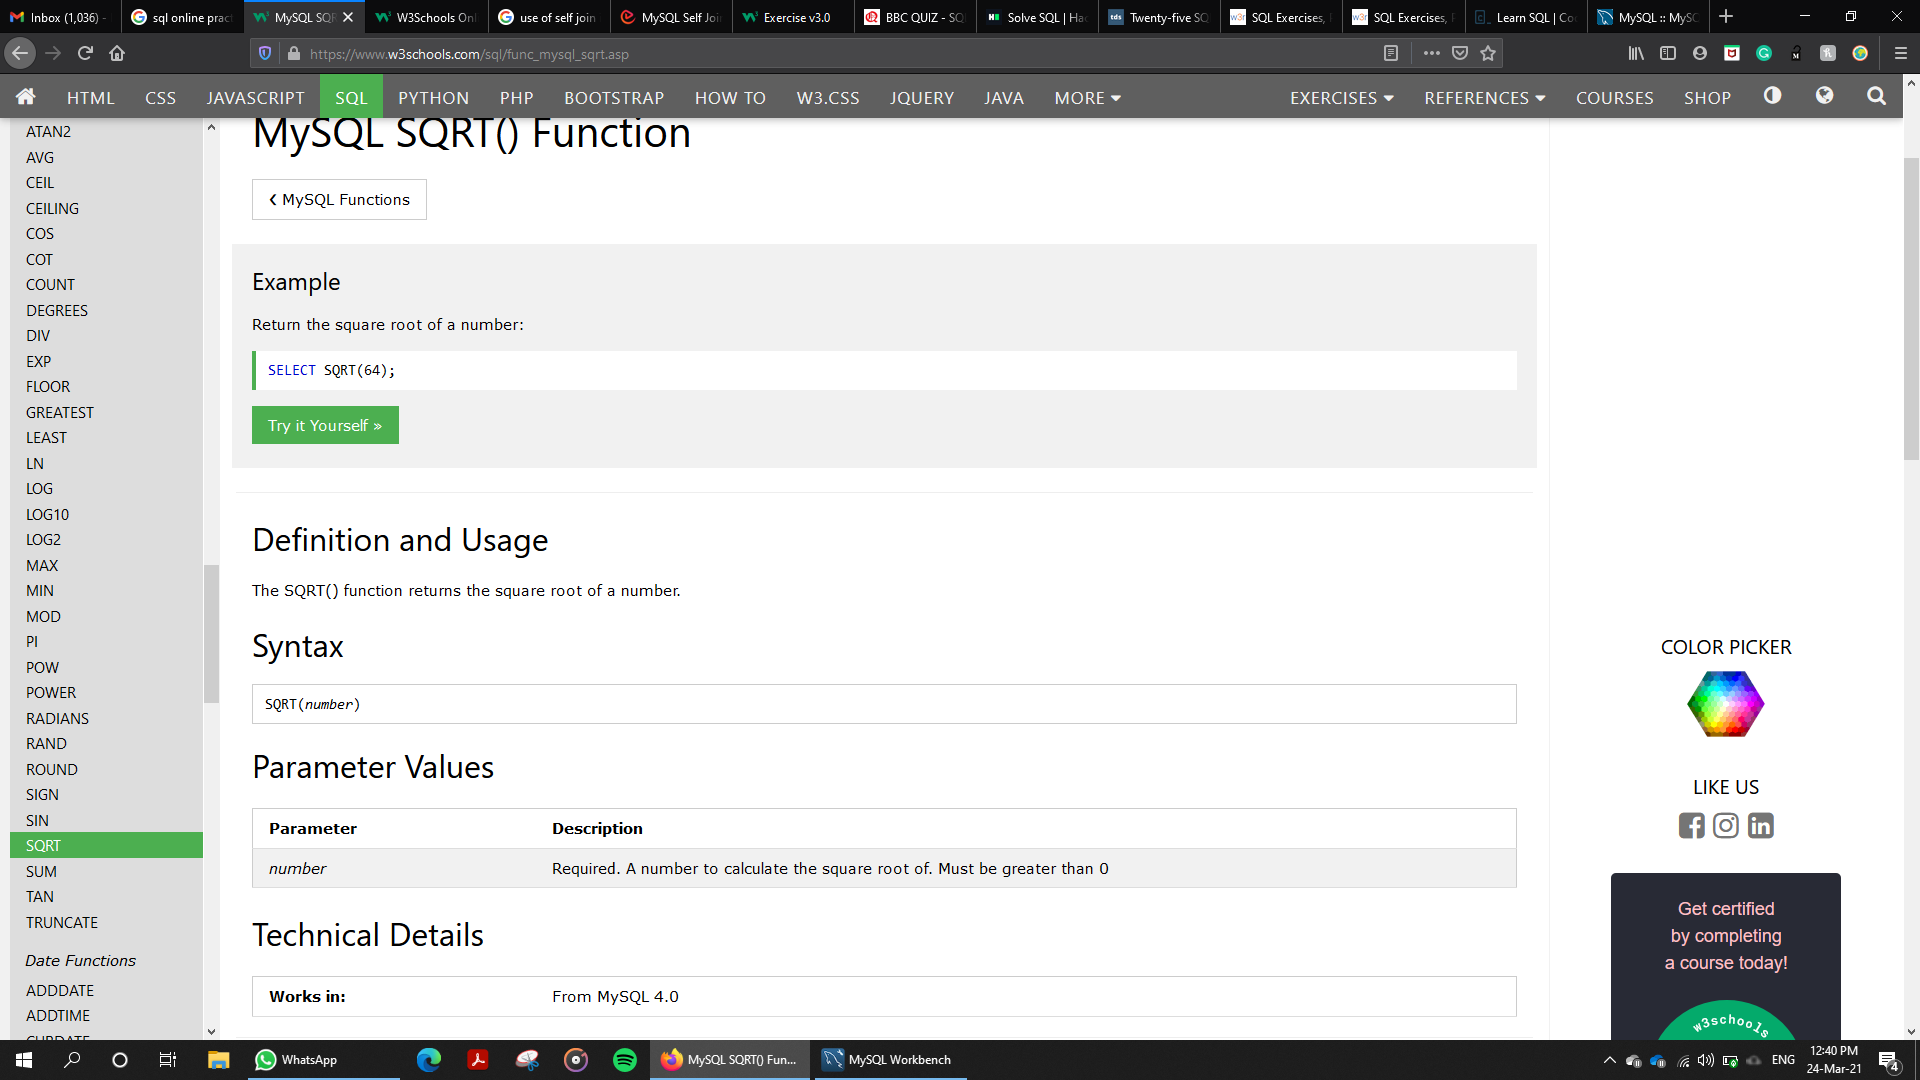 Inbox (1,036) -
sql online pract
MySQL SQR
W3Schools Onl
use of self join
MySQL Self Joi
Exercise v3.0
BBC QUIZ - SQ
Solve SQL | Ha
Twenty-five SQ
SQL Exercises, P
SQL Exercises, P
Learn SQL | Co
MySQL :: MyS
https://www.w3schools.com/sql/func_mysql_sqrt.asp
HTML
CSS
JAVASCRIPT
SQL
PYTHON
PHP
BOOTSTRAP
HOW TO
W3.CSS
JQUERY
JAVA
MORE
EXERCISES
REFERENCES
COURSES
SHOP
ATAN2
AVG
CEIL
CEILING
COS
COT
COUNT
DEGREES
DIV
EXP
FLOOR
GREATEST
LEAST
LN
LOG
LOG10
LOG2
MAX
MIN
MOD
PI
POW
POWER
RADIANS
RAND
ROUND
SIGN
SIN
SQRT
SUM
TAN
TRUNCATE
Date Functions
ADDDATE
ADDTIME
CURDATE
MySQL SQRT() Function
❮ MySQL Functions
Example
Return the square root of a number:
SELECT SQRT(64);
Try it Yourself »
Definition and Usage
The SQRT() function returns the square root of a number.
Syntax
SQRT(number)
Parameter Values
Parameter Description
number Required. A number to calculate the square root of. Must be greater than 0
Technical Details
Works in: From MySQL 4.0
COLOR PICKER
LIKE US
Get certified
by completing
a course today!
w3schools
WhatsApp
MySQL SQRT() Fun...
MySQL Workbench
ENG
12:40 PM
24-Mar-21
4